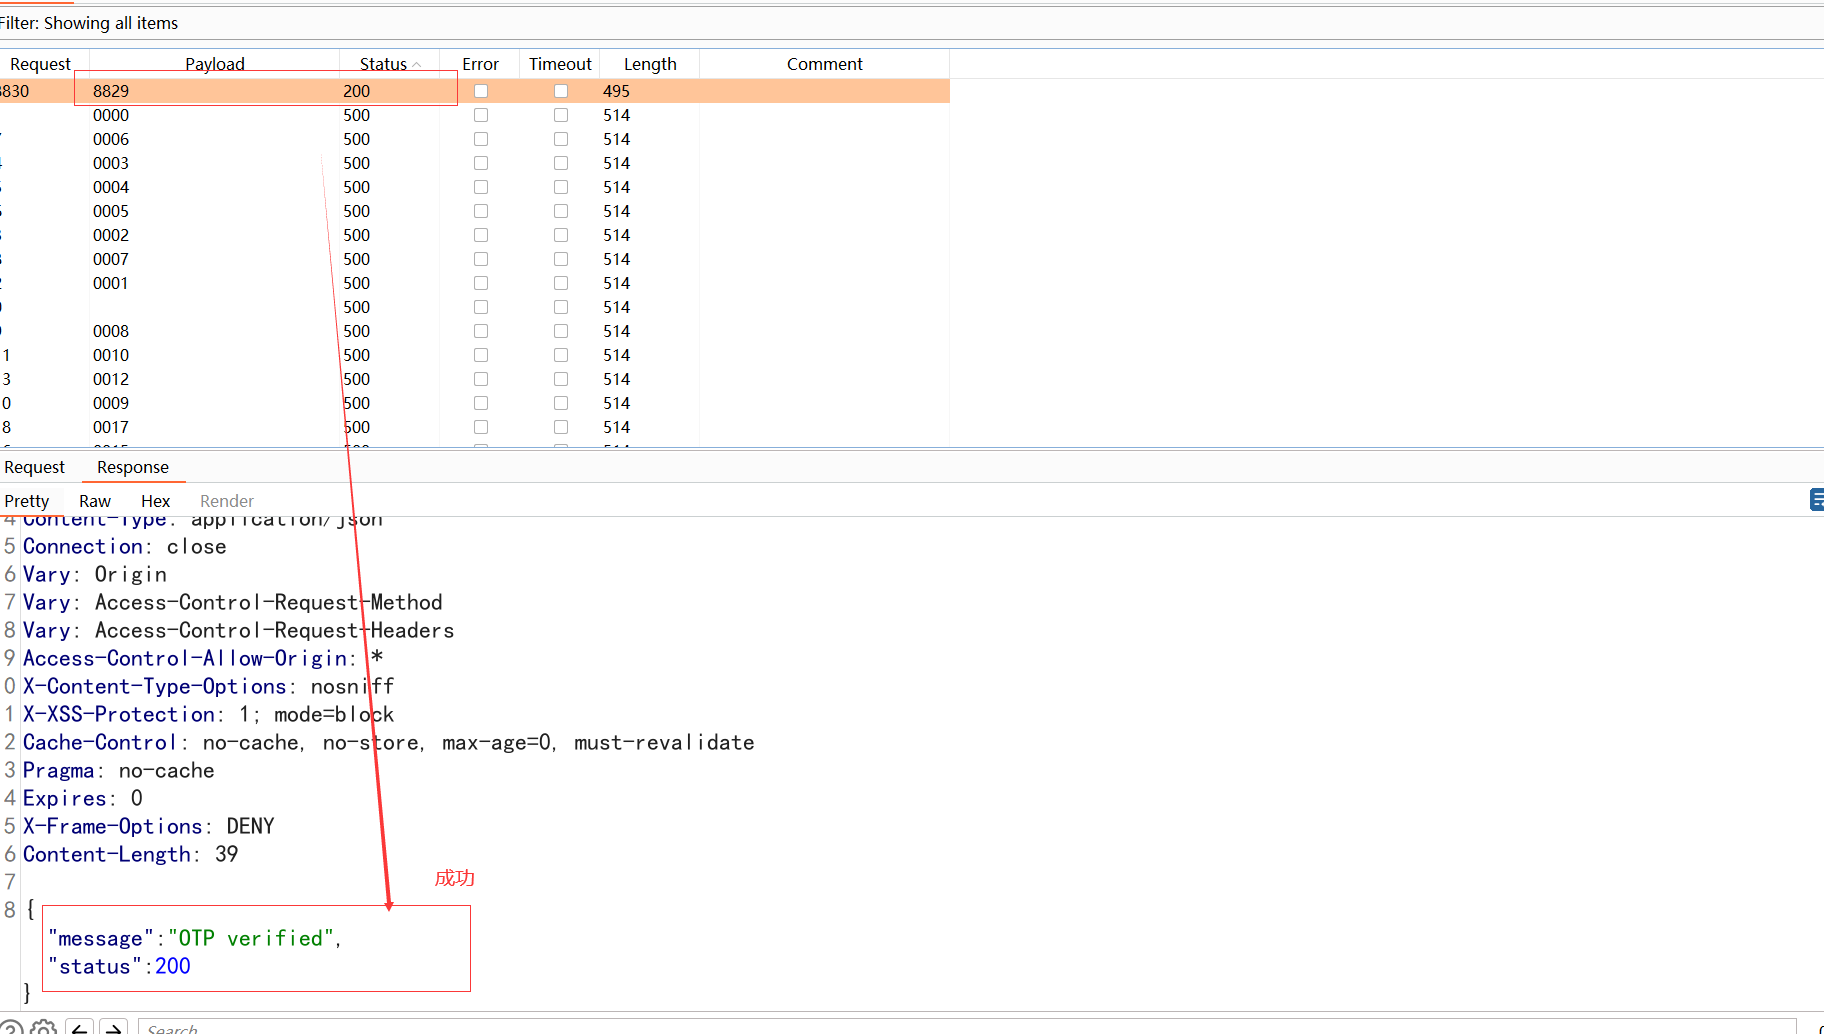 Filter: Showing all items
Request Payload Status Error Timeout Length Comment
8830 8829 200 495
0000 500 514
0006 500 514
0003 500 514
0004 500 514
0005 500 514
0002 500 514
0007 500 514
0001 500 514
500 514
0008 500 514
1 0010 500 514
3 0012 500 514
0 0009 500 514
8 0017 500 514
Request Response
Pretty Raw Hex Render
4 Content-Type: application/json
5 Connection: close
6 Vary: Origin
7 Vary: Access-Control-Request-Method
8 Vary: Access-Control-Request-Headers
9 Access-Control-Allow-Origin: *
0 X-Content-Type-Options: nosniff
1 X-XSS-Protection: 1; mode=block
2 Cache-Control: no-cache, no-store, max-age=0, must-revalidate
3 Pragma: no-cache
4 Expires: 0
5 X-Frame-Options: DENY
6 Content-Length: 39
7
成功
8 {
"message":"OTP verified",
"status":200
}
Search...